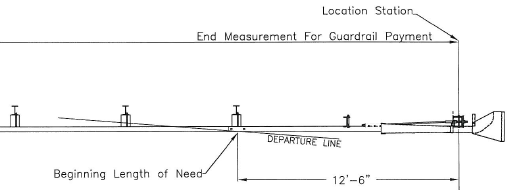 Location Station
End Measurement For Guardrail Payment
DEPARTURE LINE
Beginning Length of Need
12'-6"